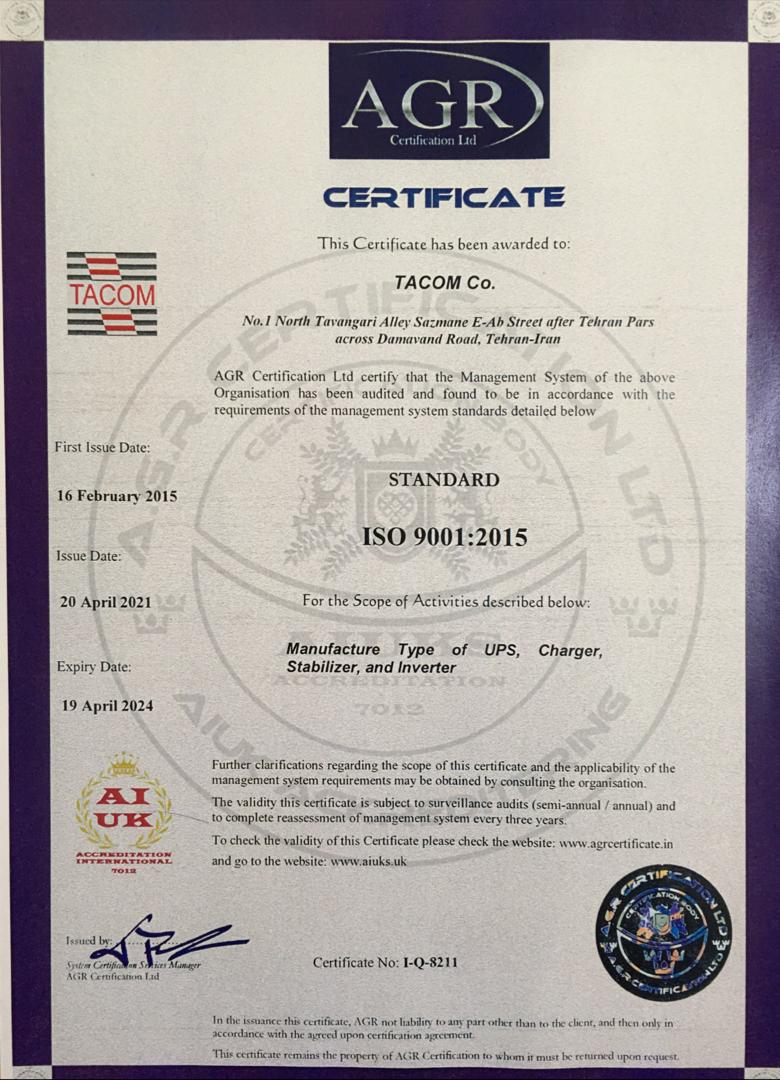 AGR
Certification Ltd
CERTIFICATE
This Certificate has been awarded to:
TACOM
TACOM Co.
No.1 North Tavangari Alley Sazmane E-Ab Street after Tehran Pars
across Damavand Road, Tehran-Iran
AGR Certification Ltd certify that the Management System of the above
Organisation has been audited and found to be in accordance with the
requirements of the management system standards detailed below
First Issue Date:
16 February 2015
STANDARD
ISO 9001:2015
Issue Date:
20 April 2021
For the Scope of Activities described below:
Manufacture Type of UPS, Charger,
Stabilizer, and Inverter
Expiry Date:
19 April 2024
ACCREDITATION
7012
AI
UK
ACCREDITATION
INTERNATIONAL
7012
Further clarifications regarding the scope of this certificate and the applicability of the
management system requirements may be obtained by consulting the organisation.
The validity this certificate is subject to surveillance audits (semi-annual / annual) and
to complete reassessment of management system every three years.
To check the validity of this Certificate please check the website: www.agrcertificate.in
and go to the website: www.aiuks.uk
Issued by:
System Certification Services Manager
AGR Certification Ltd
Certificate No: I-Q-8211
A.G.R CERTIFICATION LTD
CERTIFICATION BODY
In the issuance this certificate, AGR not liability to any part other than to the client, and then only in
accordance with the agreed upon certification agreement.
This certificate remains the property of AGR Certification to whom it must be returned upon request.